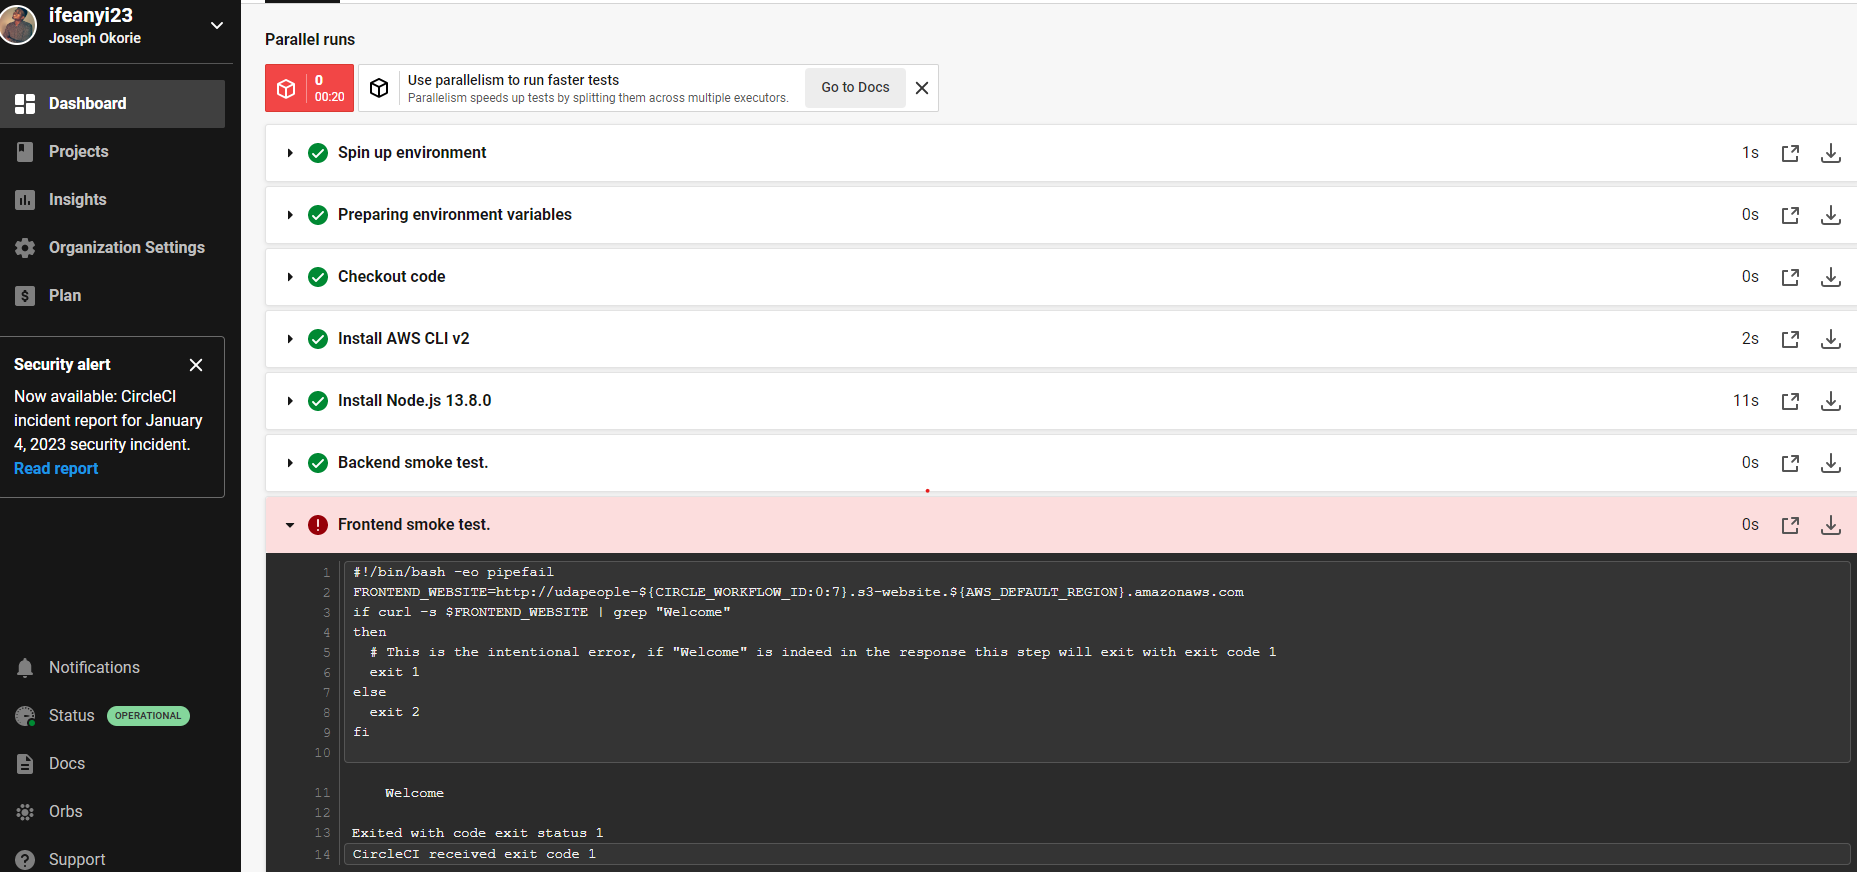 ifeanyi23
Joseph Okorie
Dashboard
Projects
Insights
Organization Settings
Plan
Security alert
Now available: CircleCI
incident report for January
4, 2023 security incident.
Read report
Notifications
Status OPERATIONAL
Docs
Orbs
Support
Parallel runs
0
00:20
Use parallelism to run faster tests
Parallelism speeds up tests by splitting them across multiple executors.
Go to Docs
Spin up environment 1s
Preparing environment variables 0s
Checkout code 0s
Install AWS CLI v2 2s
Install Node.js 13.8.0 11s
Backend smoke test. 0s
Frontend smoke test. 0s
1 #!/bin/bash -eo pipefail
2 FRONTEND_WEBSITE=http://udapeople-${CIRCLE_WORKFLOW_ID:0:7}.s3-website.${AWS_DEFAULT_REGION}.amazonaws.com
3 if curl -s $FRONTEND_WEBSITE | grep "Welcome"
4 then
5 # This is the intentional error, if "Welcome" is indeed in the response this step will exit with exit code 1
6 exit 1
7 else
8 exit 2
9 fi
10
11 Welcome
12
13 Exited with code exit status 1
14 CircleCI received exit code 1